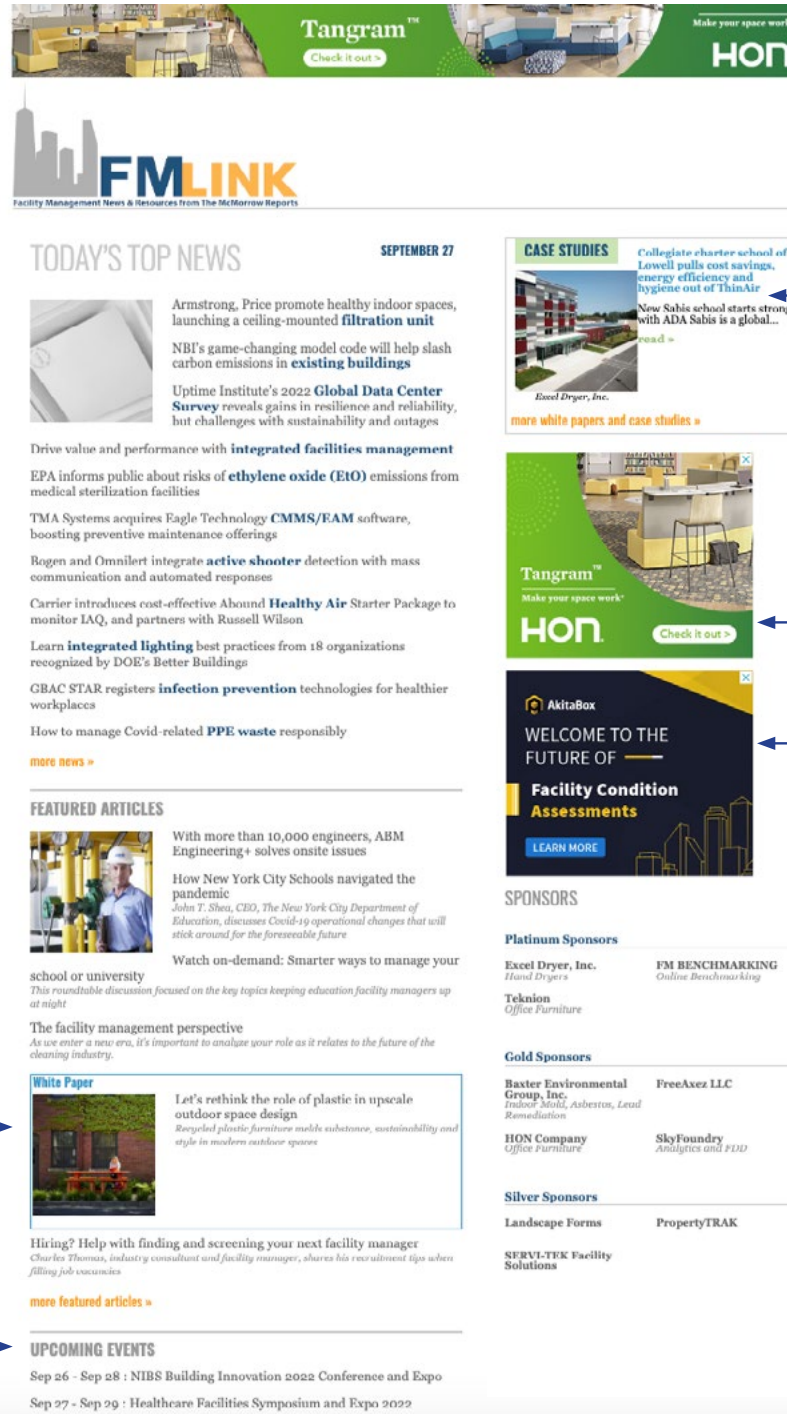 Tangram™
Check it out >
Make your space work
HON
FMLINK
Facility Management News & Resources from The McMorrow Reports
TODAY'S TOP NEWS
SEPTEMBER 27
Armstrong, Price promote healthy indoor spaces,
launching a ceiling-mounted filtration unit
NBI's game-changing model code will help slash
carbon emissions in existing buildings
Uptime Institute's 2022 Global Data Center
Survey reveals gains in resilience and reliability,
but challenges with sustainability and outages
Drive value and performance with integrated facilities management
EPA informs public about risks of ethylene oxide (EtO) emissions from
medical sterilization facilities
TMA Systems acquires Eagle Technology CMMS/EAM software,
boosting preventive maintenance offerings
Bogen and Omnilert integrate active shooter detection with mass
communication and automated responses
Carrier introduces cost-effective Abound Healthy Air Starter Package to
monitor IAQ, and partners with Russell Wilson
Learn integrated lighting best practices from 18 organizations
recognized by DOE's Better Buildings
GBAC STAR registers infection prevention technologies for healthier
workplaces
How to manage Covid-related PPE waste responsibly
more news »
FEATURED ARTICLES
With more than 10,000 engineers, ABM
Engineering+ solves onsite issues
How New York City Schools navigated the
pandemic
John T. Shea, CEO, The New York City Department of
Education, discusses Covid-19 operational changes that will
stick around for the foreseeable future
Watch on-demand: Smarter ways to manage your
school or university
This roundtable discussion focused on the key topics keeping education facility managers up
at night
The facility management perspective
As we enter a new era, it's important to analyze your role as it relates to the future of the
cleaning industry.
White Paper
Let's rethink the role of plastic in upscale
outdoor space design
Recycled plastic furniture melds substance, sustainability and
style in modern outdoor spaces
Hiring? Help with finding and screening your next facility manager
Charles Thomas, industry consultant and facility manager, shares his recruitment tips when
filling job vacancies
more featured articles »
UPCOMING EVENTS
Sep 26 - Sep 28 : NIBS Building Innovation 2022 Conference and Expo
Sep 27 - Sep 29 : Healthcare Facilities Symposium and Expo 2022
CASE STUDIES
Collegiate charter school of
Lowell pulls cost savings,
energy efficiency and
hygiene out of ThinAir
New Sabis school starts strong
with ADA Sabis is a global...
read »
Excel Dryer, Inc.
more white papers and case studies »
Tangram™
Make your space work
HON
Check it out >
AkitaBox
WELCOME TO THE
FUTURE OF
Facility Condition
Assessments
LEARN MORE
SPONSORS
Platinum Sponsors
Excel Dryer, Inc.
Hand Dryers
FM BENCHMARKING
Online Benchmarking
Teknion
Office Furniture
Gold Sponsors
Baxter Environmental
Group, Inc.
Indoor Mold, Asbestos, Lead
Remediation
FreeAxez LLC
HON Company
Office Furniture
SkyFoundry
Analytics and FDD
Silver Sponsors
Landscape Forms
PropertyTRAK
SERVI-TEK Facility
Solutions